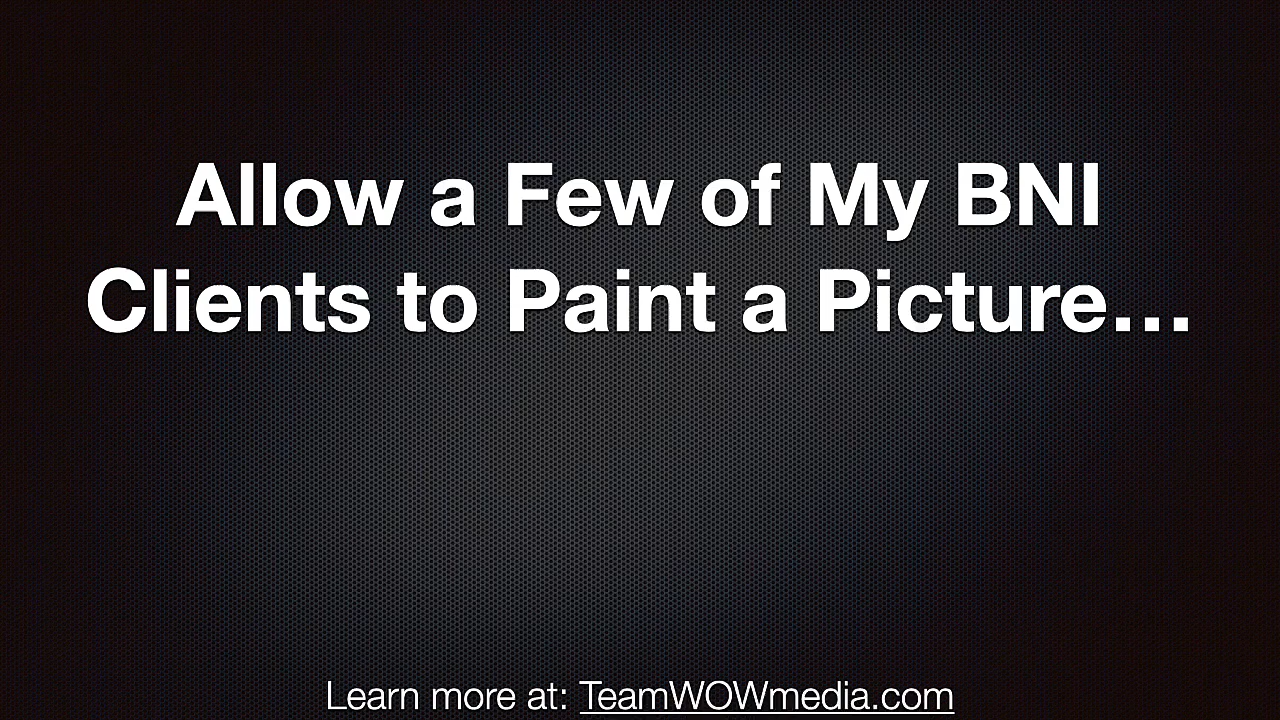 Allow a Few of My BNI
Clients to Paint a Picture…
Learn more at: TeamWOWmedia.com